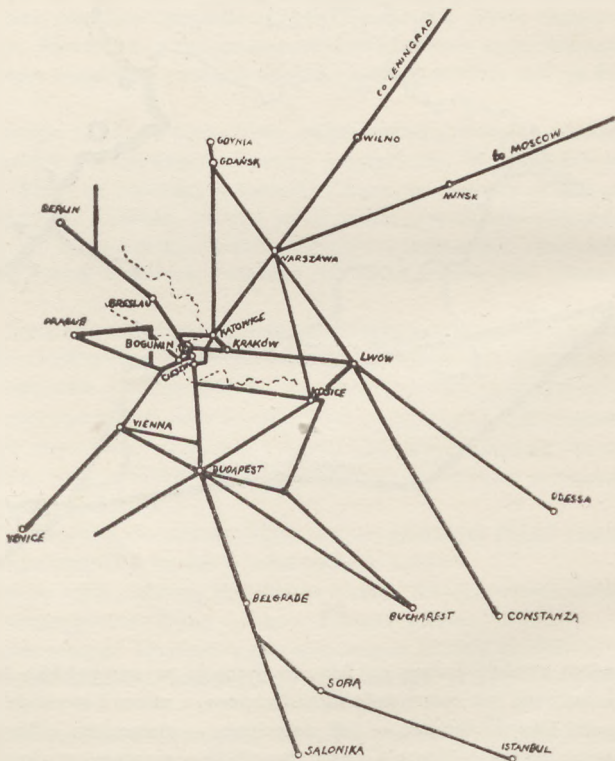 to LENINGRAD
GDYNIA
WILNO
to MOSCOW
GDAŃSK
MINSK
BERLIN
WARSZAWA
BRESLAU
PRAGUE
KATOWICE
BOGUMIN
KRAKÓW
LWÓW
KOSICE
VIENNA
BUDAPEST
ODESSA
VENICE
BELGRADE
BUCHAREST
CONSTANZA
SOFIA
SALONIKA
ISTANBUL